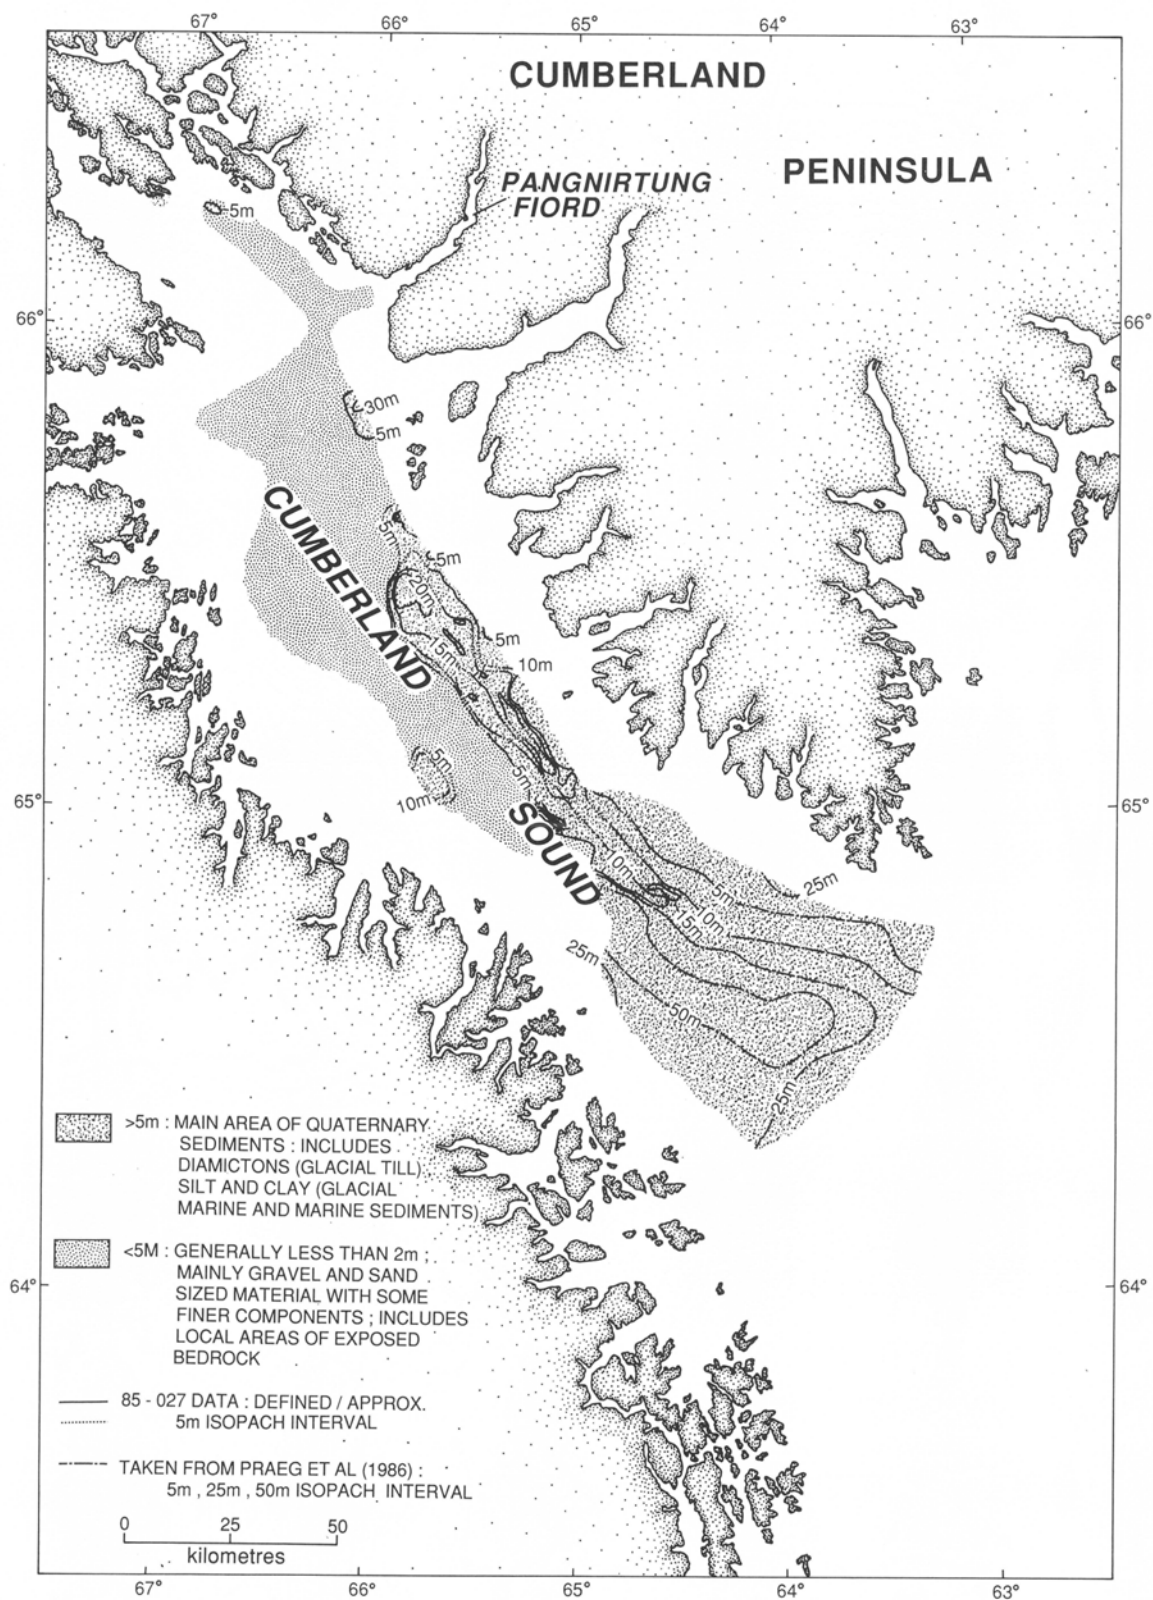 67° 66° 65° 64° 63°
CUMBERLAND
PENINSULA
PANGNIRTUNG
FIORD
5m
66° 66°
30m
5m
5m
5m
20m
CUMBERLAND
5m
15m
10m
5m
5m
10m
65° 65°
SOUND
10m
5m
25m
10m
15m
25m
50m
25m
>5m : MAIN AREA OF QUATERNARY
SEDIMENTS : INCLUDES
DIAMICTONS (GLACIAL TILL),
SILT AND CLAY (GLACIAL
MARINE AND MARINE SEDIMENTS)
<5M : GENERALLY LESS THAN 2m ;
MAINLY GRAVEL AND SAND
SIZED MATERIAL WITH SOME
FINER COMPONENTS ; INCLUDES
LOCAL AREAS OF EXPOSED
BEDROCK
64° 64°
85 - 027 DATA : DEFINED / APPROX.
5m ISOPACH INTERVAL
TAKEN FROM PRAEG ET AL (1986) :
5m , 25m , 50m ISOPACH INTERVAL
0 25 50
kilometres
67° 66° 65° 64° 63°